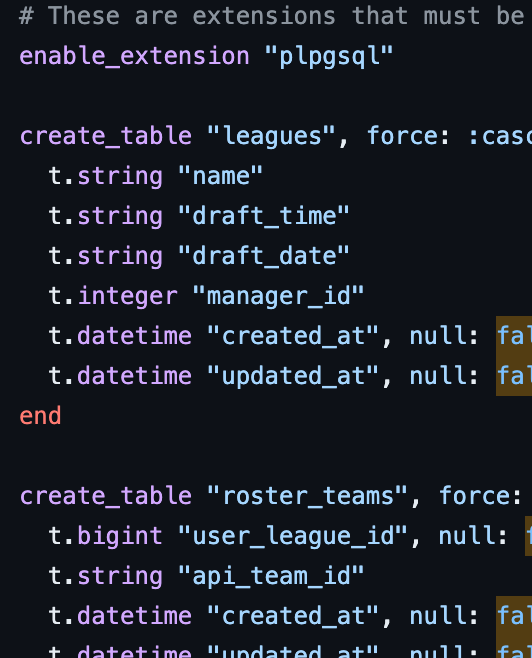 # These are extensions that must be
enable_extension "plpgsql"
create_table "leagues", force: :casc
t.string "name"
t.string "draft_time"
t.string "draft_date"
t.integer "manager_id"
t.datetime "created_at", null: fal
t.datetime "updated_at", null: fal
end
create_table "roster_teams", force:
t.bigint "user_league_id", null: f
t.string "api_team_id"
t.datetime "created_at", null: fal
t.datetime "updated_at", null: fal